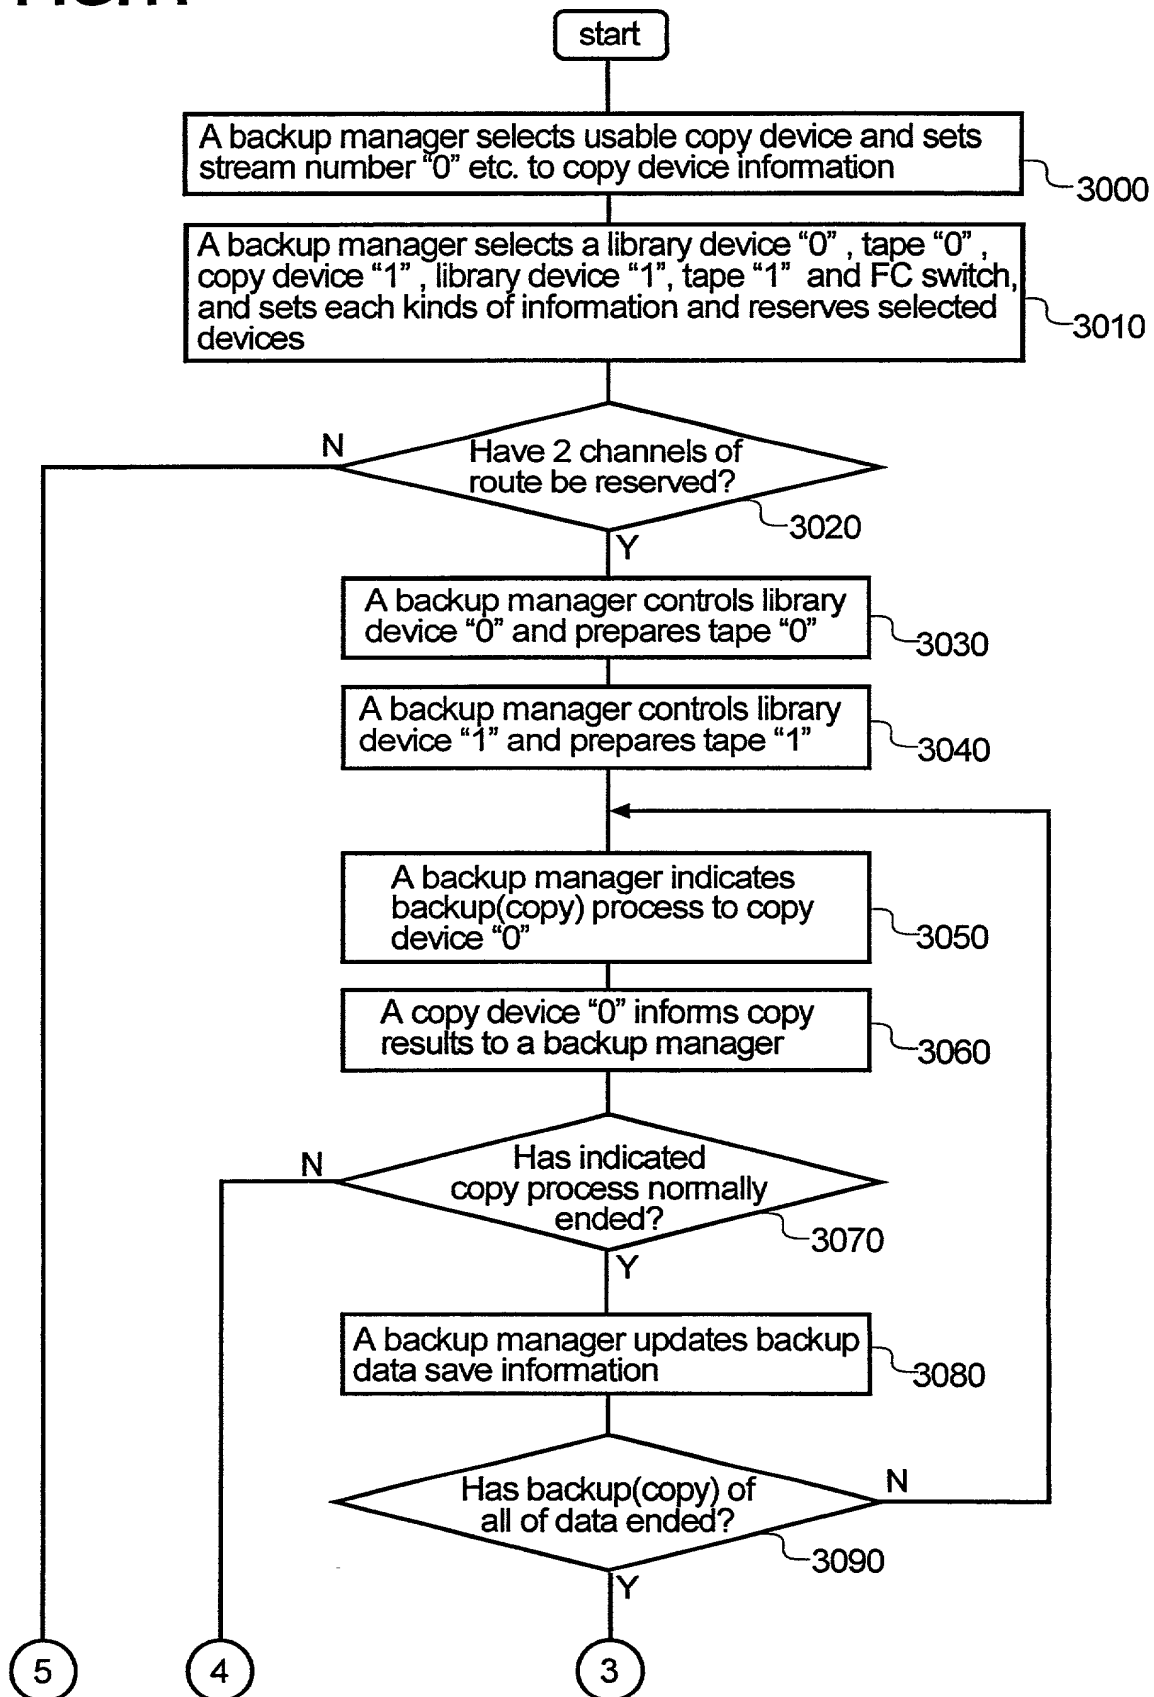 start
A backup manager selects usable copy device and sets
stream number “0” etc. to copy device information
3000
A backup manager selects a library device “0” , tape “0” ,
copy device “1” , library device “1”, tape “1” and FC switch,
and sets each kinds of information and reserves selected
devices
3010
N
Have 2 channels of
route be reserved?
3020
Y
A backup manager controls library
device “0” and prepares tape “0”
3030
A backup manager controls library
device “1” and prepares tape “1”
3040
A backup manager indicates
backup(copy) process to copy
device “0”
3050
A copy device “0” informs copy
results to a backup manager
3060
N
Has indicated
copy process normally
ended?
3070
Y
A backup manager updates backup
data save information
3080
Has backup(copy) of
all of data ended?
N
3090
Y
5
4
3